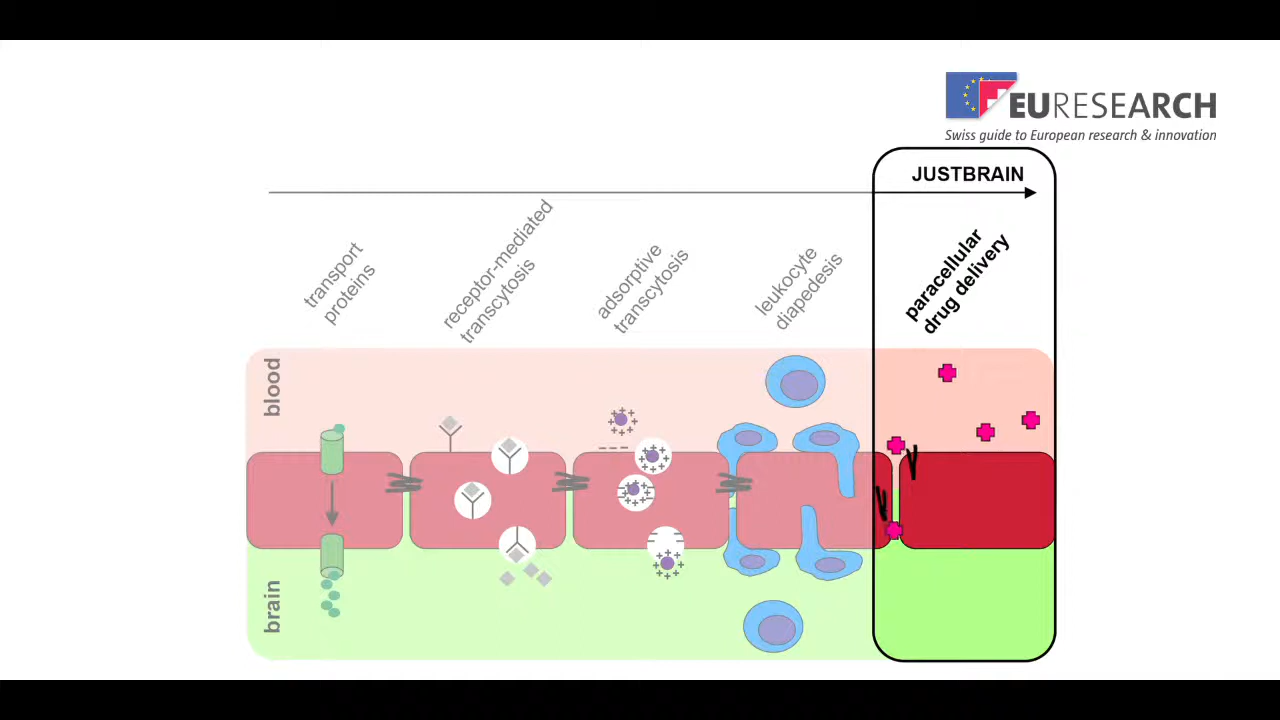 EURESEARCH
Swiss guide to European research & innovation
JUSTBRAIN
transport
proteins
receptor-mediated
transcytosis
adsorptive
transcytosis
leukocyte
diapedesis
paracellular
drug delivery
blood
brain